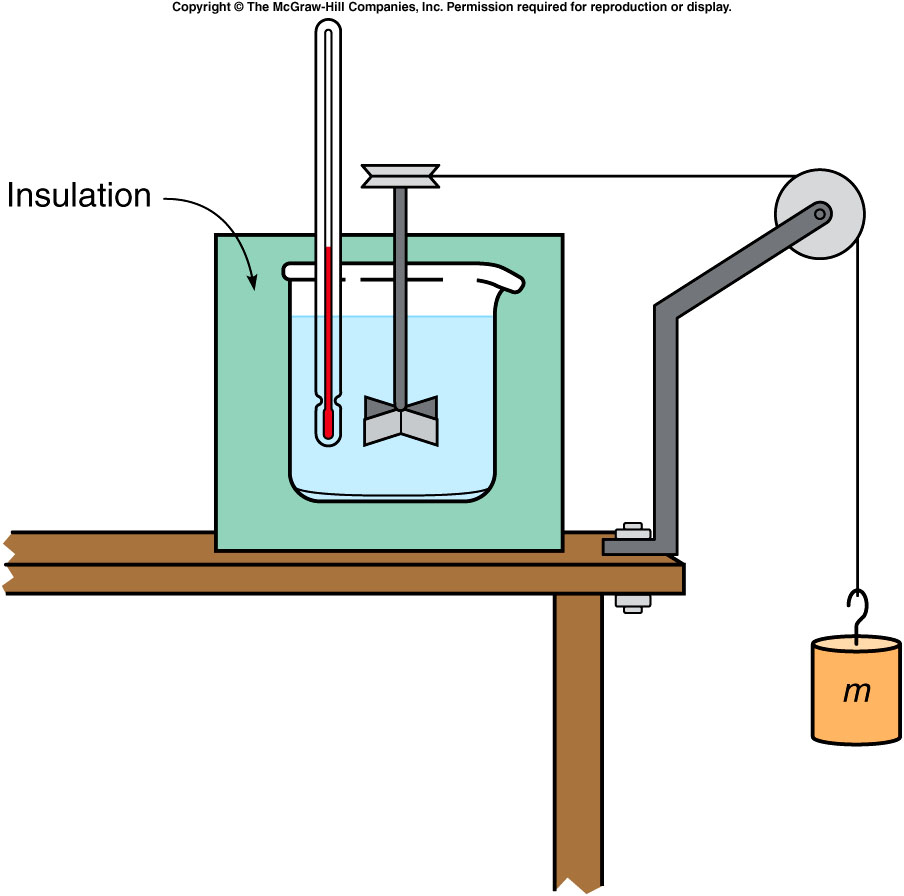 Copyright © The McGraw-Hill Companies, Inc. Permission required for reproduction or display.
Insulation
m